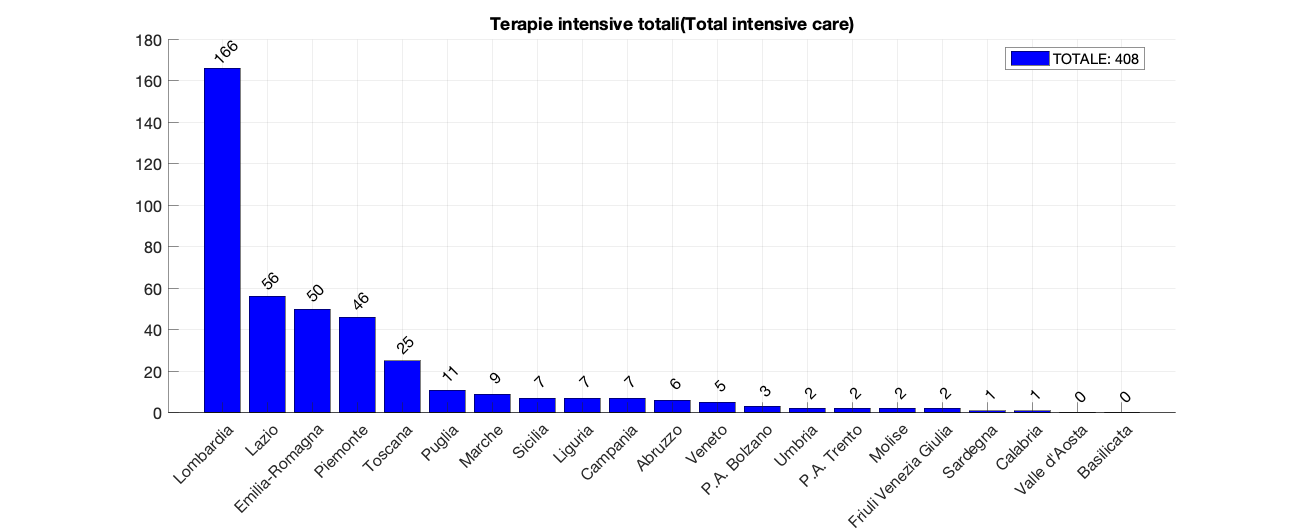 Terapie intensive totali(Total intensive care)
TOTALE: 408
180
160
140
120
100
80
60
40
20
0
166
56
50
46
25
11
9
7
7
7
6
5
3
2
2
2
2
1
1
0
0
Lombardia
Lazio
Emilia-Romagna
Piemonte
Toscana
Puglia
Marche
Sicilia
Liguria
Campania
Abruzzo
Veneto
P.A. Bolzano
Umbria
P.A. Trento
Molise
Friuli Venezia Giulia
Sardegna
Calabria
Valle d'Aosta
Basilicata